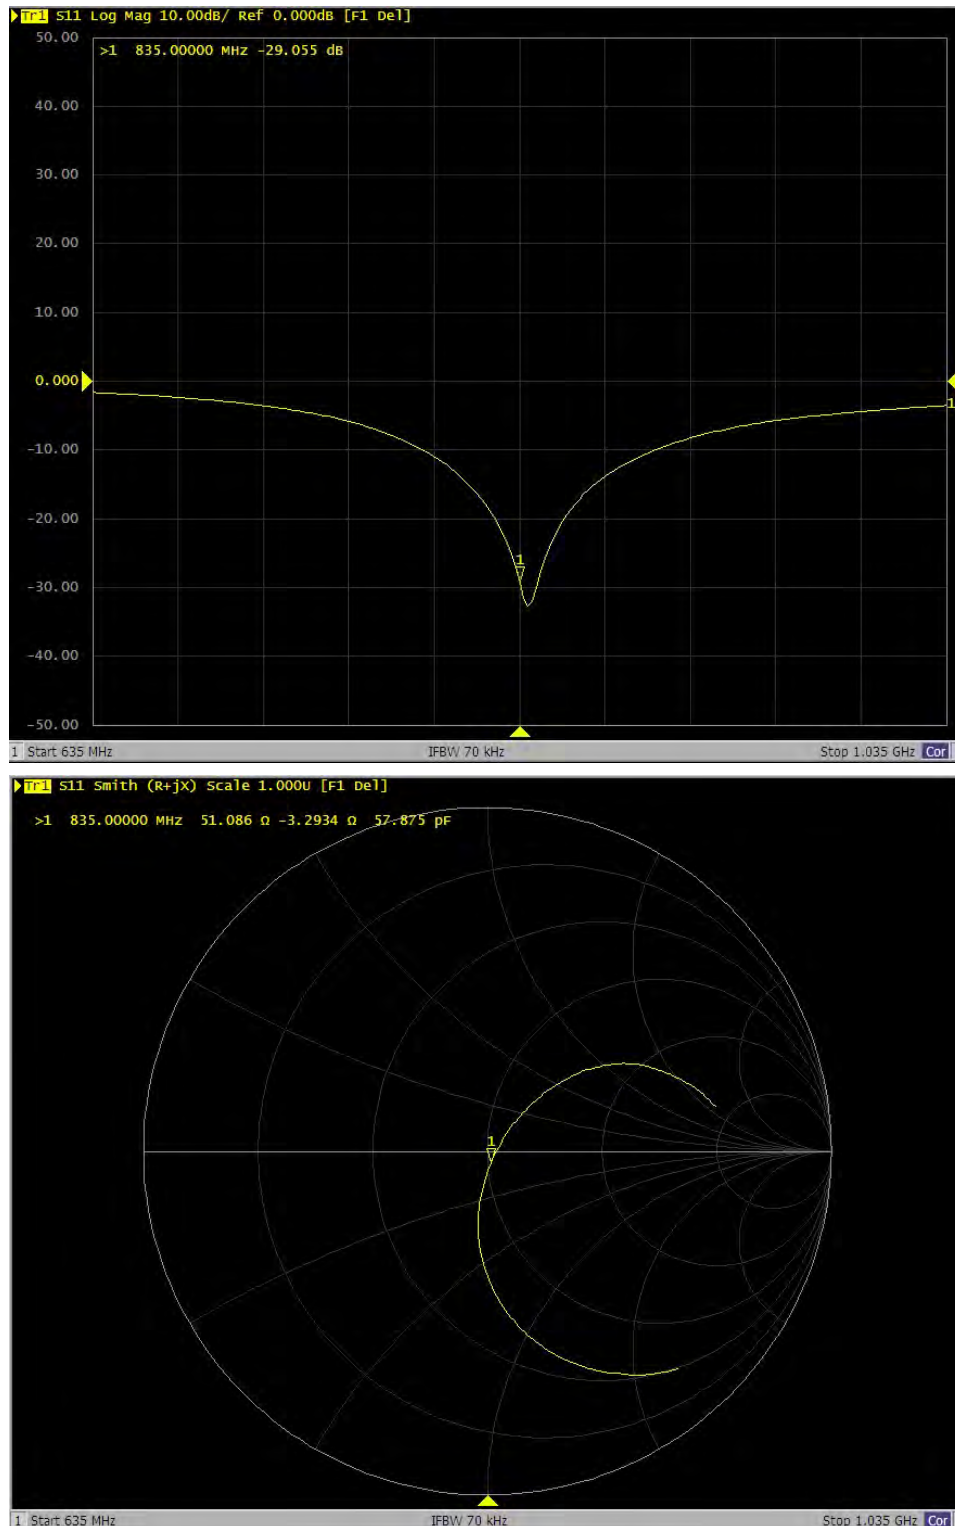 Tr1 S11 Log Mag 10.00dB/ Ref 0.000dB [F1 Del]
50.00
>1 835.00000 MHz -29.055 dB
40.00
30.00
20.00
10.00
0.000
1
-10.00
-20.00
1
-30.00
-40.00
-50.00
1 Start 635 MHz IFBW 70 kHz Stop 1.035 GHz Cor
Tr1 S11 Smith (R+jX) Scale 1.000U [F1 Del]
>1 835.00000 MHz 51.086 Ω -3.2934 Ω 57.875 pF
1
1 Start 635 MHz IFBW 70 kHz Stop 1.035 GHz Cor